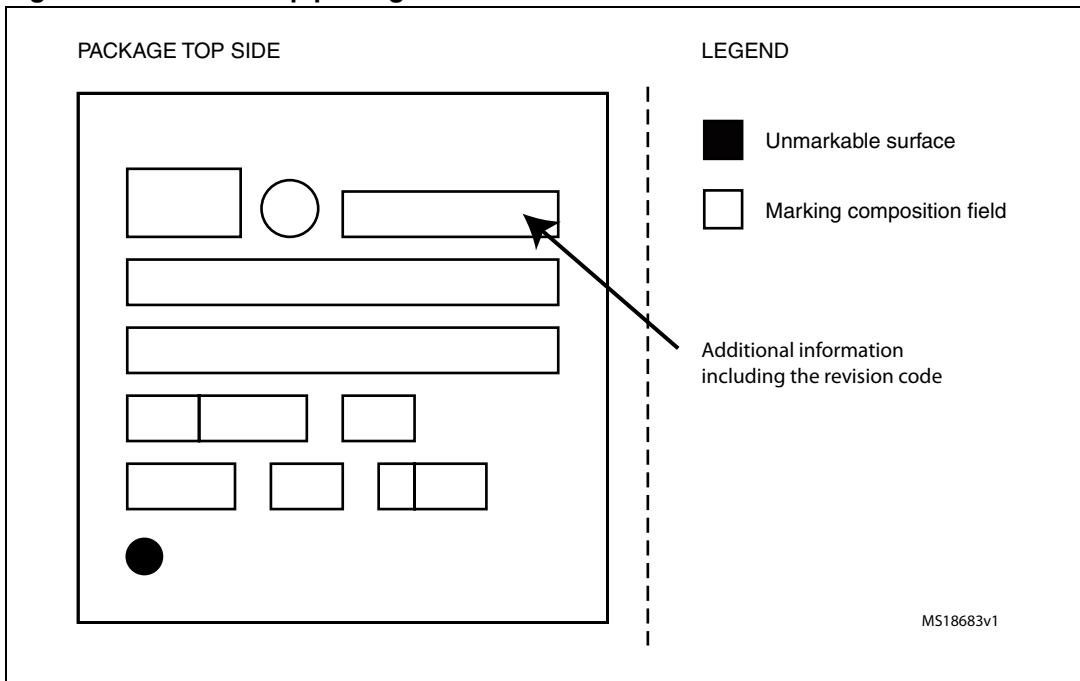 PACKAGE TOP SIDE
LEGEND
Unmarkable surface
Marking composition field
Additional information
including the revision code
MS18683v1